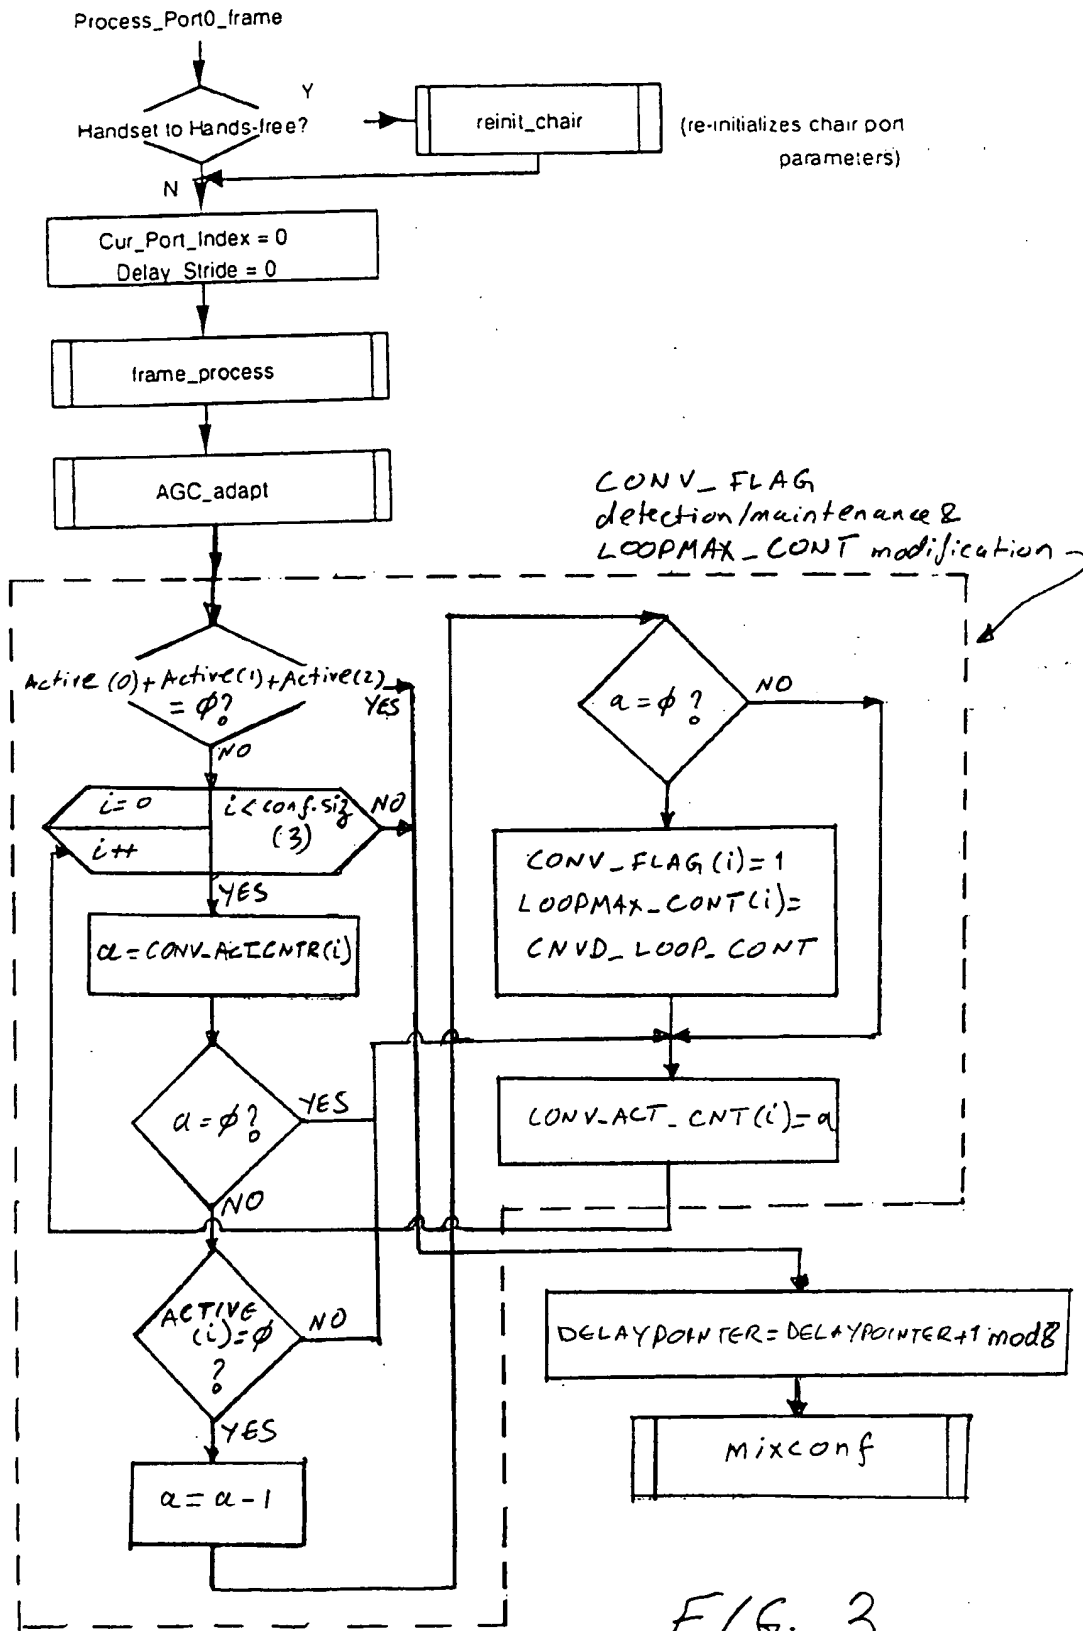 Process_Port0_frame
Y
Handset to Hands-free?
reinit_chair
(re-initializes chair port
parameters)
N
Cur_Port_Index = 0
Delay_Stride = 0
frame_process
AGC_adapt
CONV_FLAG
detection/maintenance &
LOOPMAX_CONT modification
Active (0)+Active(1)+Active(2)
= φ?
YES
NO
i=0
i++
i<conf.siz
(3)
NO
YES
a=CONV_ACTCNTR(i)
a=φ?
YES
NO
ACTIVE
(i)=φ
?
NO
YES
a=a-1
a=φ?
NO
CONV_FLAG(i)=1
LOOPMAX_CONT(i)=
CNVD_LOOP_CONT
CONV_ACT_CNT(i)=a
DELAYPOINTER=DELAYPOINTER+1 mod8
mixconf
FIG. 3